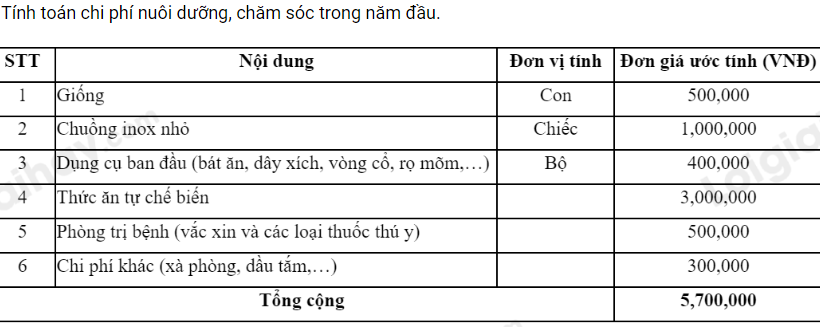 Tính toán chi phí nuôi dưỡng, chăm sóc trong năm đầu.
STT Nội dung Đơn vị tính Đơn giá ước tính (VNĐ)
1 Giống Con 500,000
2 Chuồng inox nhỏ Chiếc 1,000,000
3 Dụng cụ ban đầu (bát ăn, dây xích, vòng cổ, rọ mõm,…) Bộ 400,000
4 Thức ăn tự chế biến 3,000,000
5 Phòng trị bệnh (vắc xin và các loại thuốc thú y) 500,000
6 Chi phí khác (xà phòng, dầu tắm,…) 300,000
Tổng cộng 5,700,000